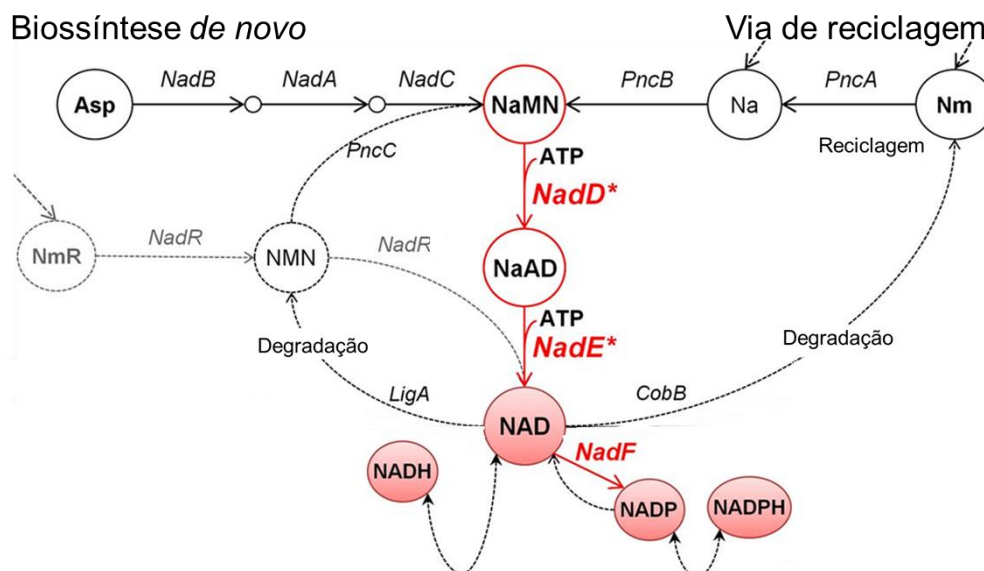 Biossíntese de novo
Via de reciclagem
NadB
NadA
NadC
PncB
PncA
Asp
NaMN
Na
Nm
PncC
ATP
Reciclagem
NadD*
NmR
NadR
NMN
NadR
NaAD
ATP
Degradação
NadE*
Degradação
LigA
CobB
NAD
NadF
NADH
NADP
NADPH